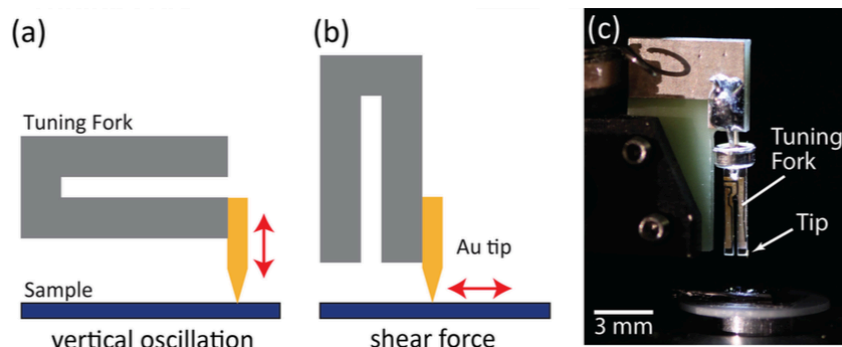 (a)
Tuning Fork
Sample
vertical oscillation
(b)
Au tip
shear force
(c)
Tuning
Fork
Tip
3 mm